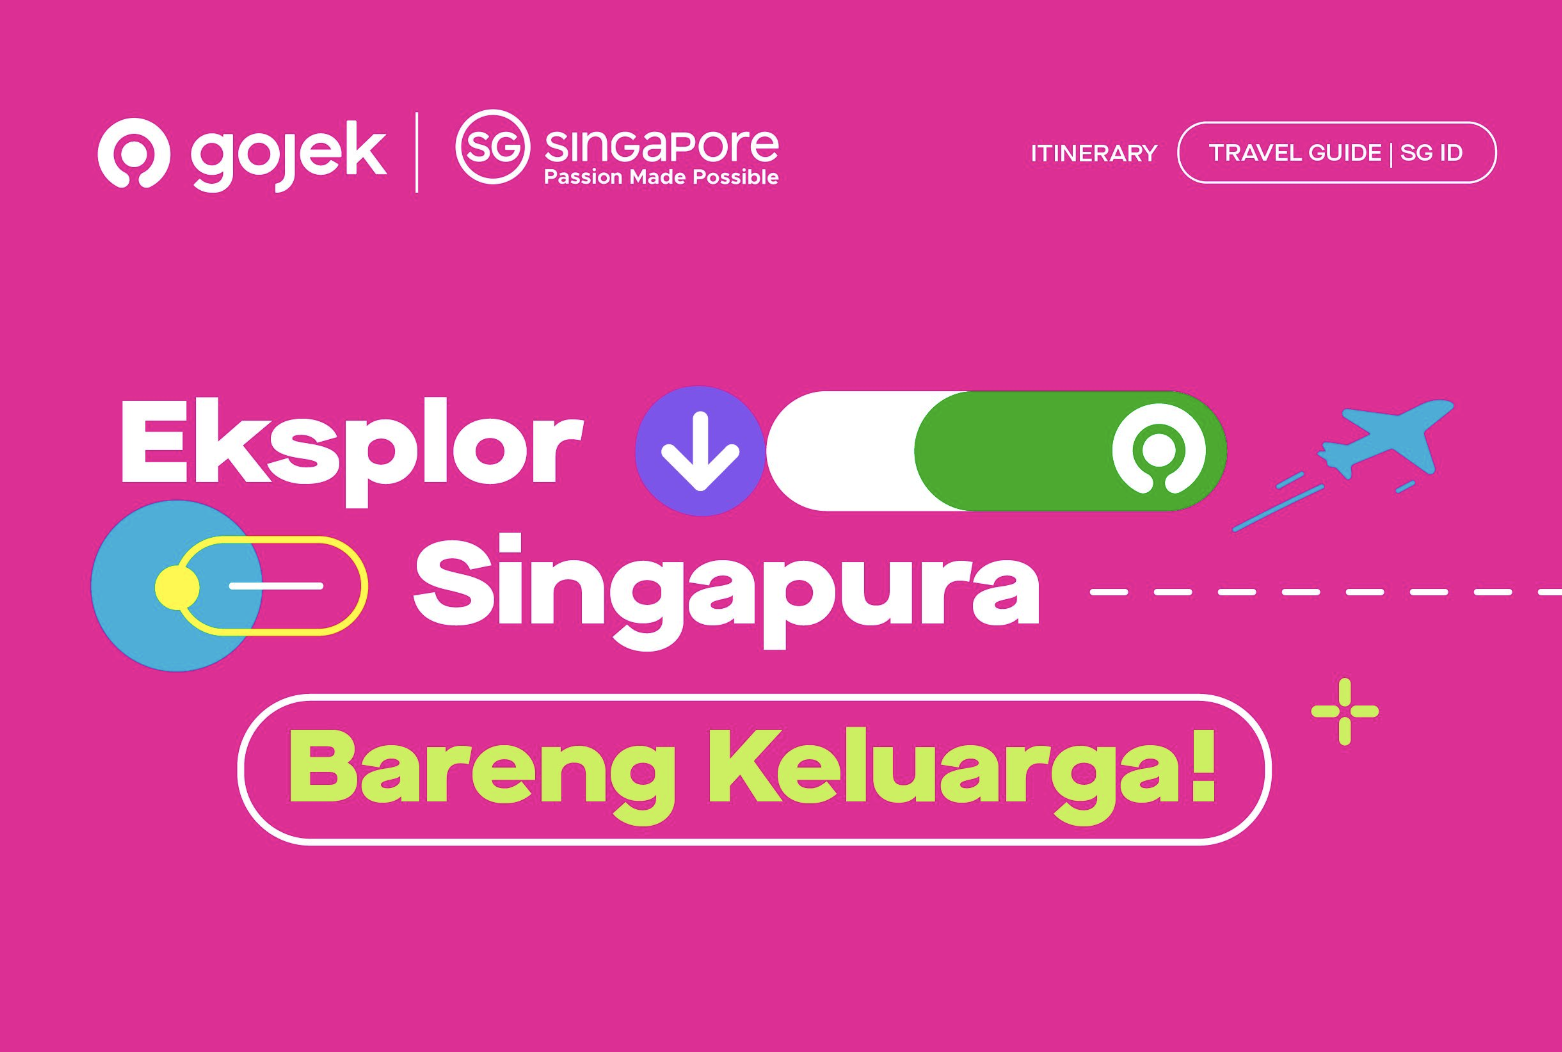 gojek
SG SINGAPORE
Passion Made Possible
ITINERARY
TRAVEL GUIDE | SG ID
Eksplor
Singapura
Bareng Keluarga!